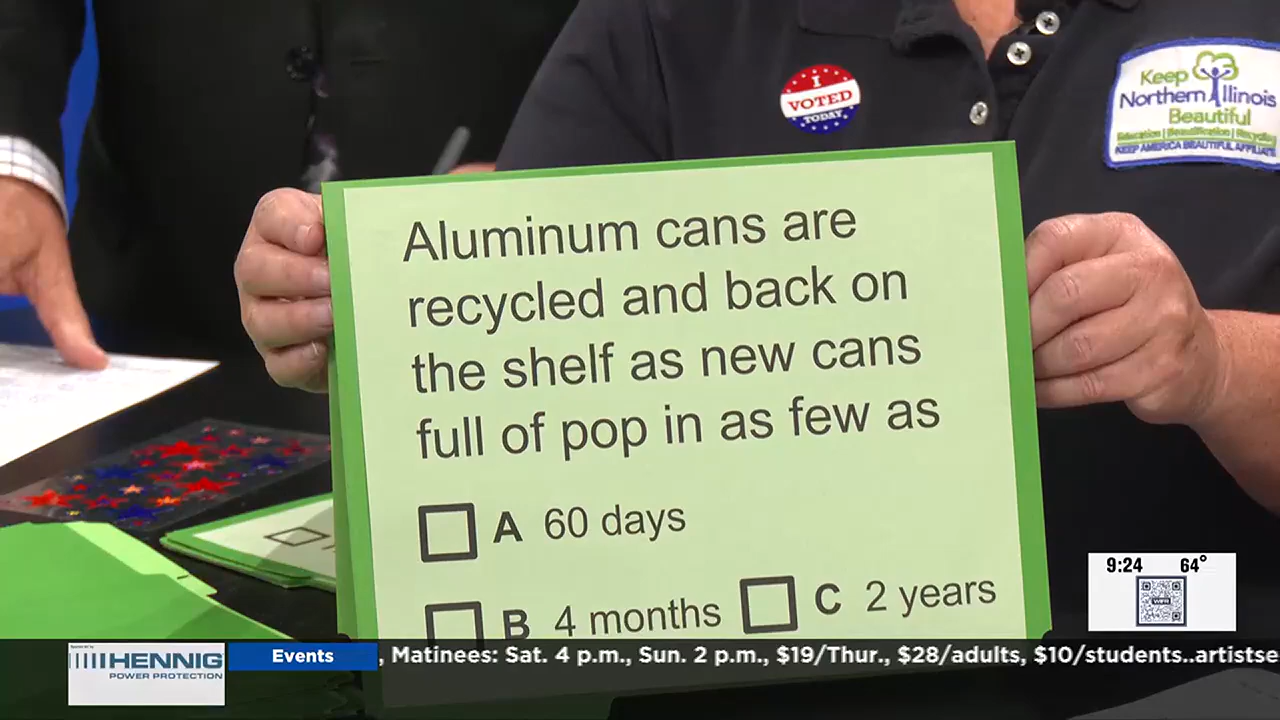 I
VOTED
TODAY
Keep
Northern Illinois
Beautiful
Education | Beautification | Recycling
KEEP AMERICA BEAUTIFUL AFFILIATE
Aluminum cans are
recycled and back on
the shelf as new cans
full of pop in as few as
A 60 days
B 4 months
C 2 years
9:24 64°
HENNIG
POWER PROTECTION
Events
, Matinees: Sat. 4 p.m., Sun. 2 p.m., $19/Thur., $28/adults, $10/students..artistse